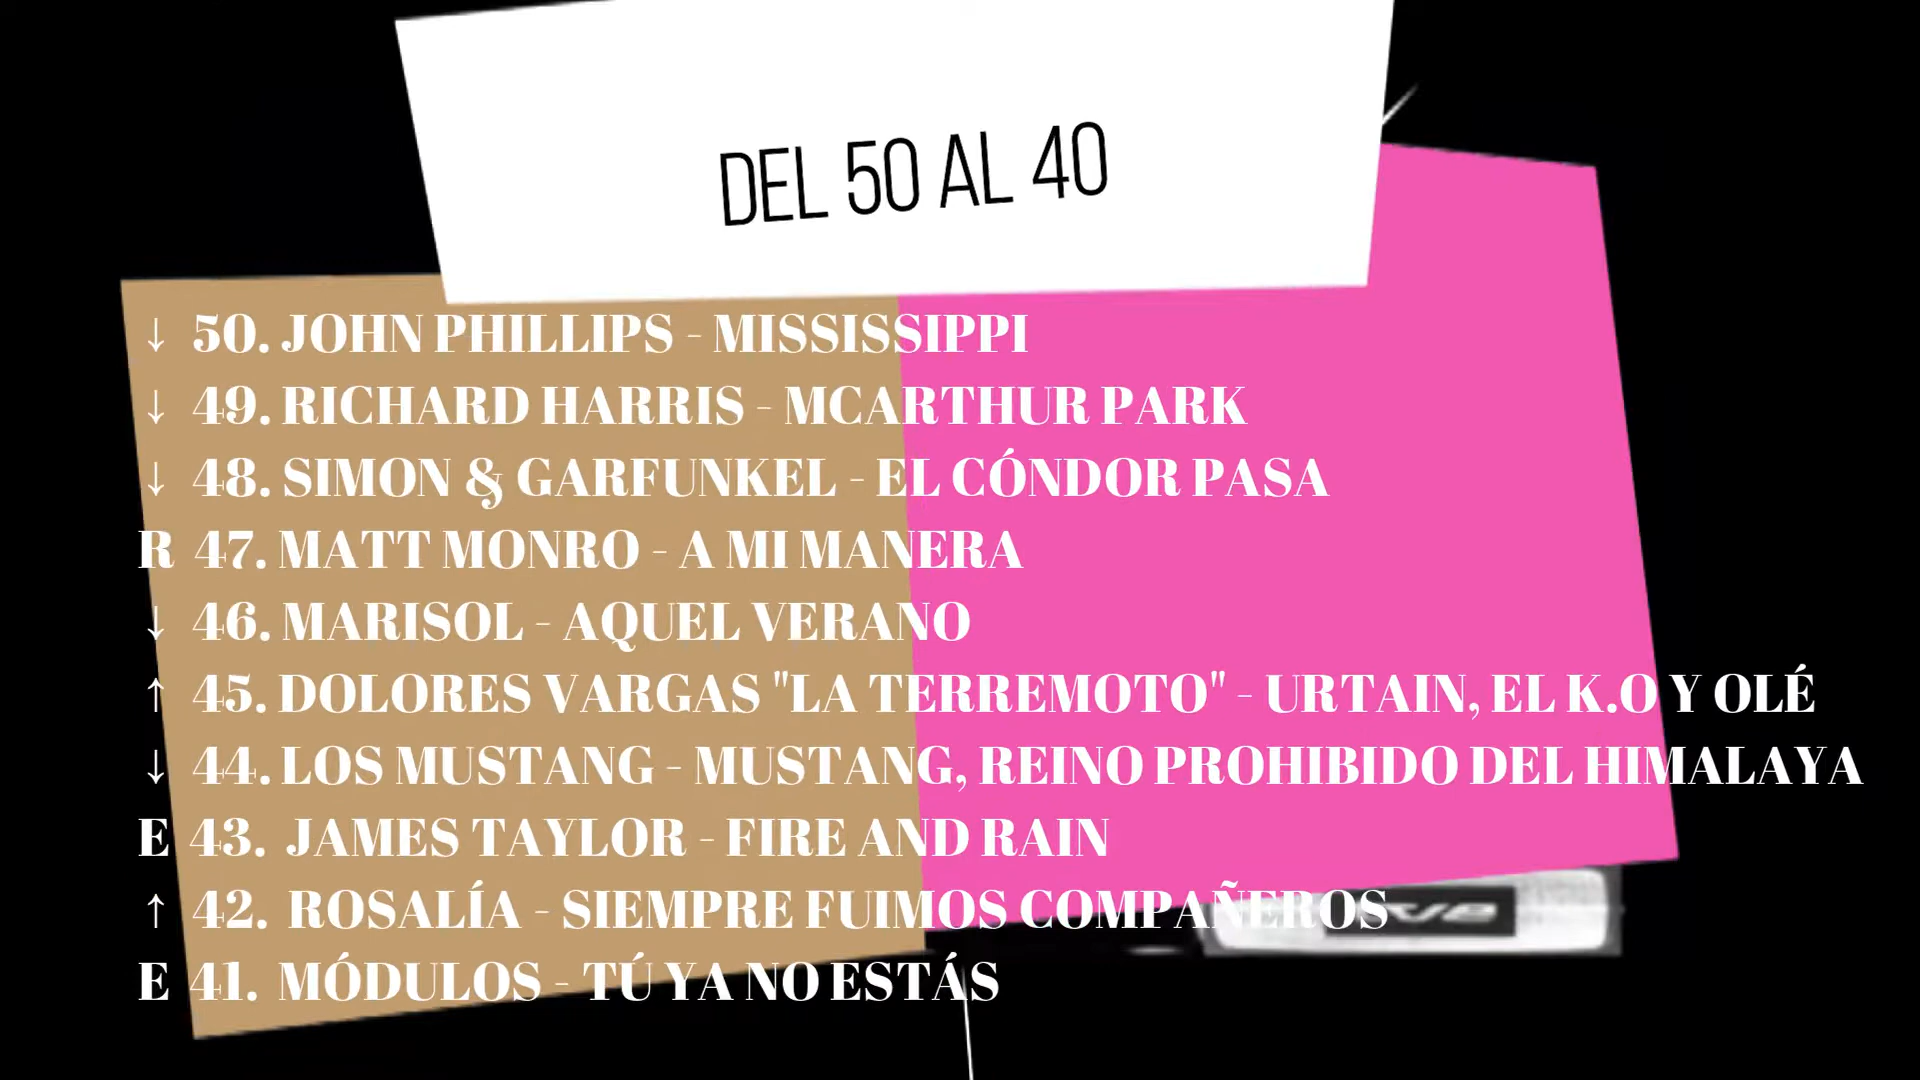 DEL 50 AL 40
↓ 50. JOHN PHILLIPS - MISSISSIPPI
↓ 49. RICHARD HARRIS - MCARTHUR PARK
↓ 48. SIMON & GARFUNKEL - EL CÓNDOR PASA
R 47. MATT MONRO - A MI MANERA
↓ 46. MARISOL - AQUEL VERANO
↑ 45. DOLORES VARGAS "LA TERREMOTO" - URTAIN, EL K.O Y OLÉ
↓ 44. LOS MUSTANG - MUSTANG, REINO PROHIBIDO DEL HIMALAYA
E 43. JAMES TAYLOR - FIRE AND RAIN
↑ 42. ROSALÍA - SIEMPRE FUIMOS COMPAÑEROS
E 41. MÓDULOS - TÚ YA NO ESTÁS